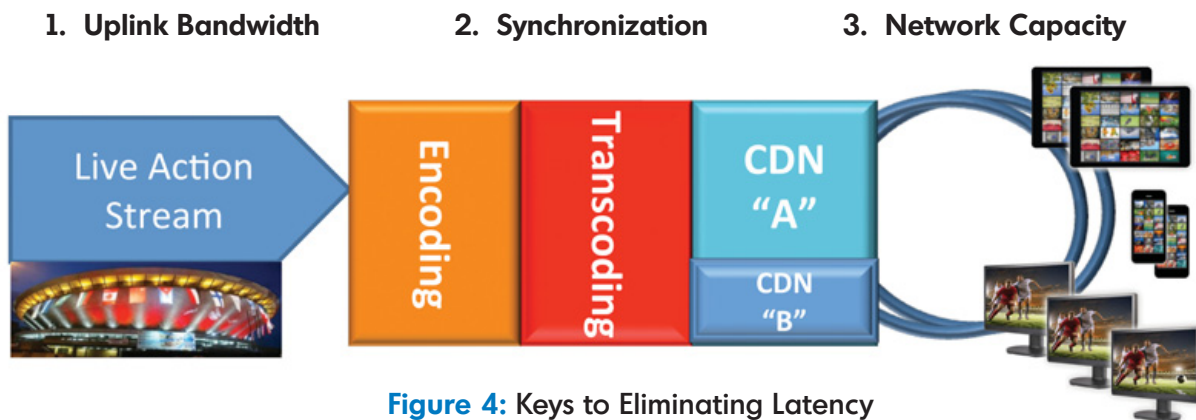 1. Uplink Bandwidth
2. Synchronization
3. Network Capacity
Live Action
Stream
Encoding
Transcoding
CDN
“A”
CDN
“B”
Figure 4: Keys to Eliminating Latency